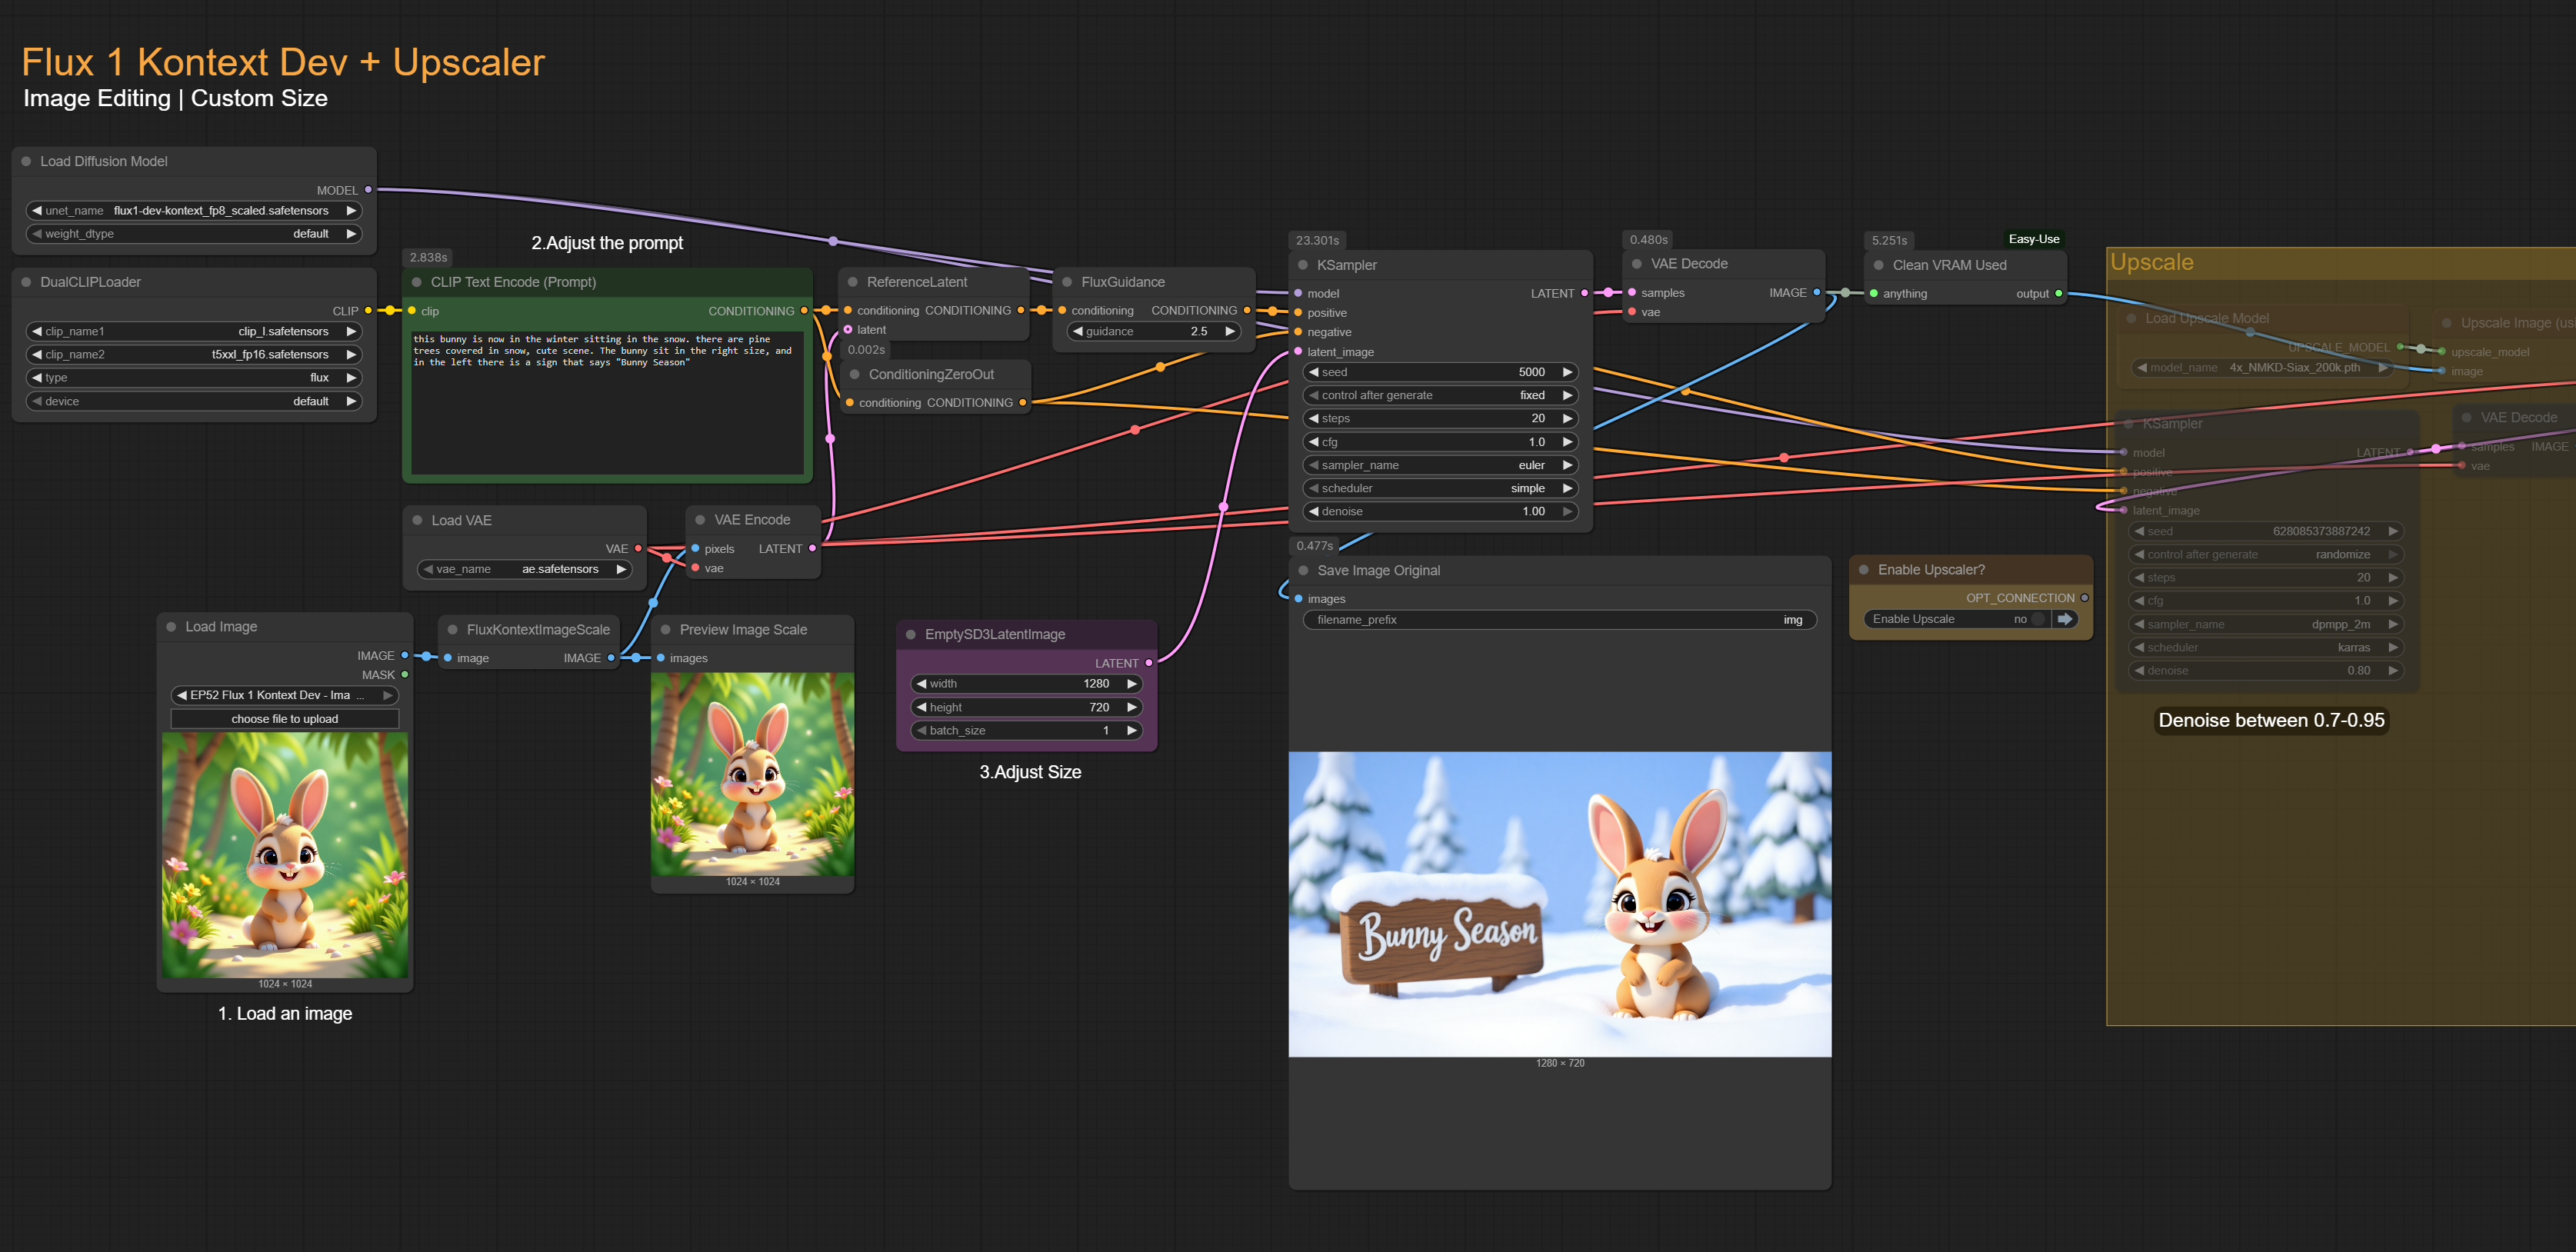 Flux 1 Kontext Dev + Upscaler
Image Editing | Custom Size
Load Diffusion Model
MODEL
unet_name flux1-dev-kontext_fp8_scaled.safetensors
weight_dtype default
DualCLIPLoader
CLIP
clip_name1 clip_l.safetensors
clip_name2 t5xxl_fp16.safetensors
type flux
device default
2.Adjust the prompt
2.838s
CLIP Text Encode (Prompt)
clip CONDITIONING
this bunny is now in the winter sitting in the snow. there are pine
trees covered in snow, cute scene. The bunny sit in the right size, and
in the left there is a sign that says "Bunny Season"
ReferenceLatent
conditioning CONDITIONING
latent
0.002s
ConditioningZeroOut
conditioning CONDITIONING
FluxGuidance
conditioning CONDITIONING
guidance 2.5
Load VAE
VAE
vae_name ae.safetensors
VAE Encode
pixels LATENT
vae
Load Image
IMAGE
MASK
EP52 Flux 1 Kontext Dev - Ima ...
choose file to upload
1024 × 1024
1. Load an image
FluxKontextImageScale
image IMAGE
Preview Image Scale
images
1024 × 1024
EmptySD3LatentImage
LATENT
width 1280
height 720
batch_size 1
3.Adjust Size
23.301s
KSampler
model LATENT
positive
negative
latent_image
seed 5000
control after generate fixed
steps 20
cfg 1.0
sampler_name euler
scheduler simple
denoise 1.00
0.480s
VAE Decode
samples IMAGE
vae
5.251s
Easy-Use
Clean VRAM Used
anything output
0.477s
Save Image Original
images
filename_prefix img
Bunny Season
1280 × 720
Enable Upscaler?
OPT_CONNECTION
Enable Upscale no
Upscale
Load Upscale Model
UPSCALE_MODEL
model_name 4x_NMKD-Siax_200k.pth
Upscale Image (usi
upscale_model
image
KSampler
model LATENT
positive
negative
latent_image
seed 628085373887242
control after generate randomize
steps 20
cfg 1.0
sampler_name dpmpp_2m
scheduler karras
denoise 0.80
VAE Decode
samples IMAGE
vae
Denoise between 0.7-0.95